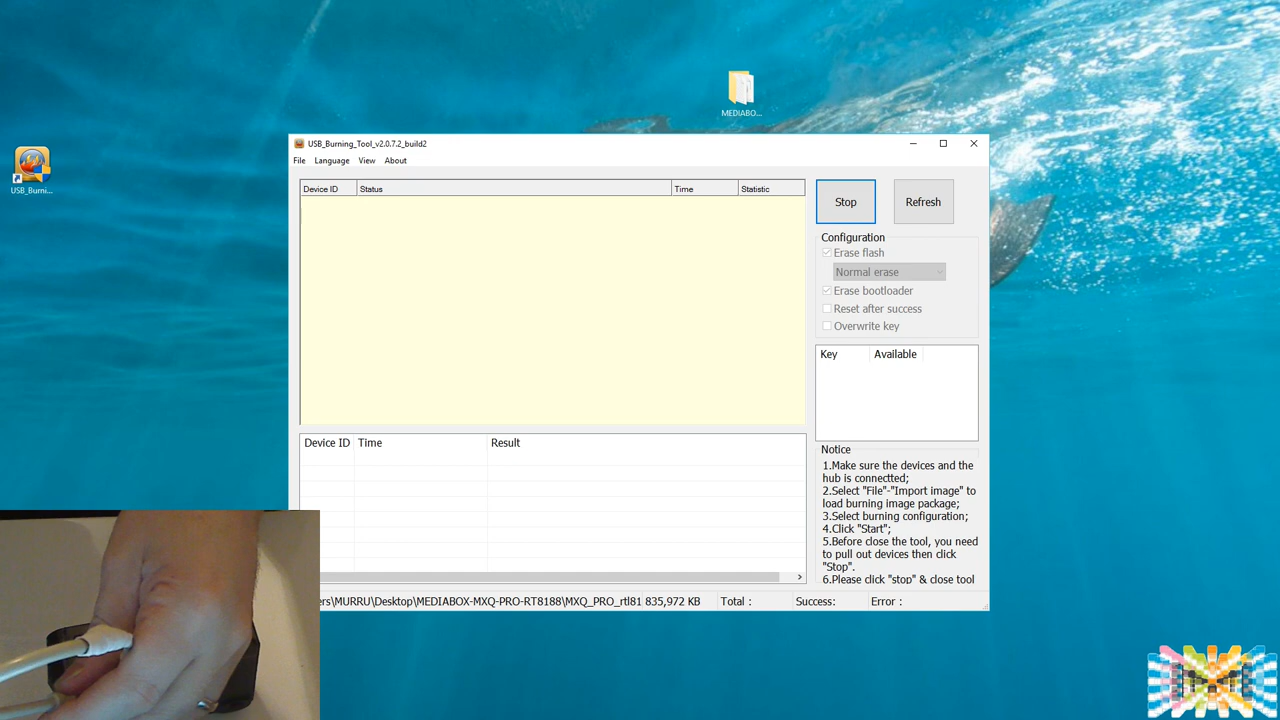 MEDIABO...
USB_Burni...
USB_Burning_Tool_v2.0.7.2_build2
File Language View About
Device ID Status Time Statistic
Stop Refresh
Configuration
Erase flash
Normal erase
Erase bootloader
Reset after success
Overwrite key
Key Available
Device ID Time Result
Notice
1.Make sure the devices and the
hub is connectted;
2.Select "File"-"Import image" to
load burning image package;
3.Select burning configuration;
4.Click "Start";
5.Before close the tool, you need
to pull out devices then click
"Stop".
6.Please click "stop" & close tool
ers\MURRU\Desktop\MEDIABOX-MXQ-PRO-RT8188\MXQ_PRO_rtl81 835,972 KB Total : Success: Error :